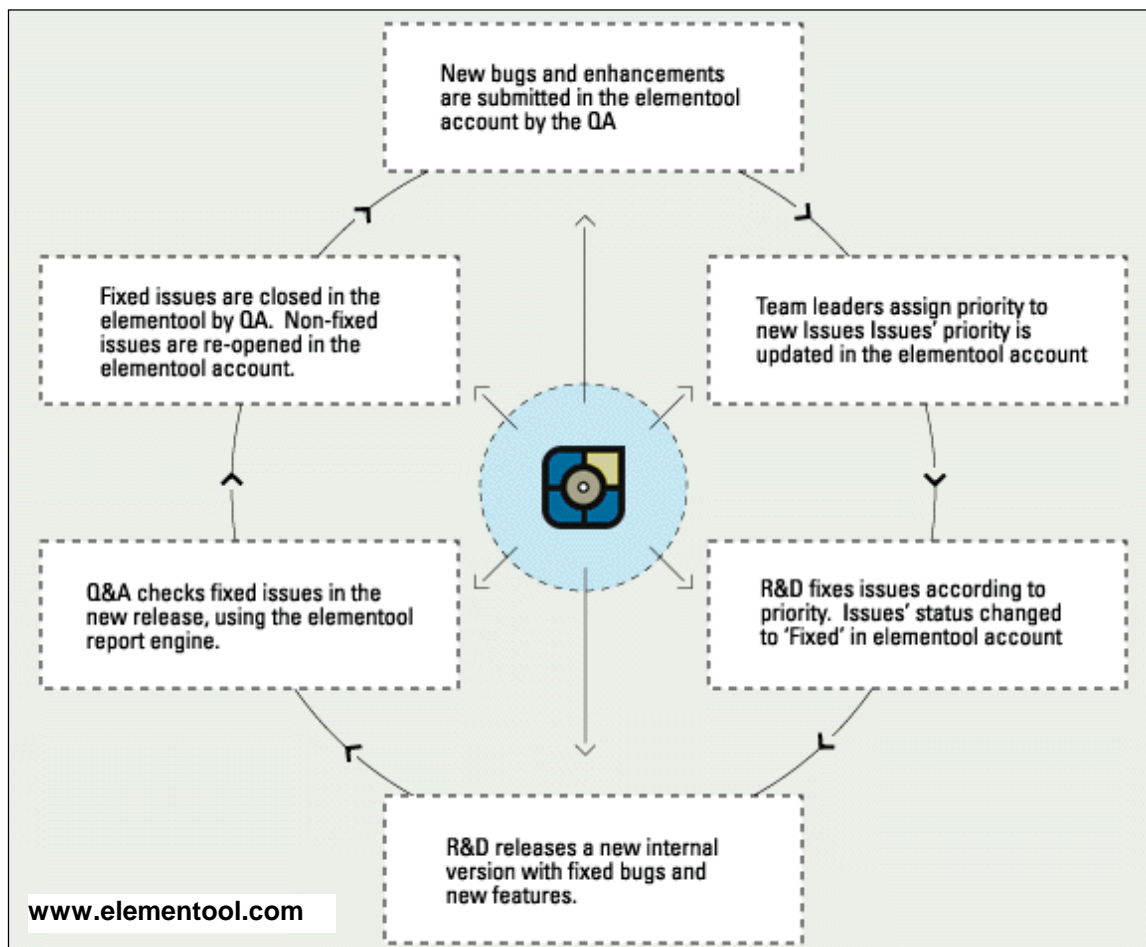 New bugs and enhancements
are submitted in the elementool
account by the QA
Team leaders assign priority to
new Issues Issues' priority is
updated in the elementool account
R&D fixes issues according to
priority. Issues' status changed
to 'Fixed' in elementool account
R&D releases a new internal
version with fixed bugs and
new features.
Q&A checks fixed issues in the
new release, using the elementool
report engine.
Fixed issues are closed in the
elementool by QA. Non-fixed
issues are re-opened in the
elementool account.
www.elementool.com